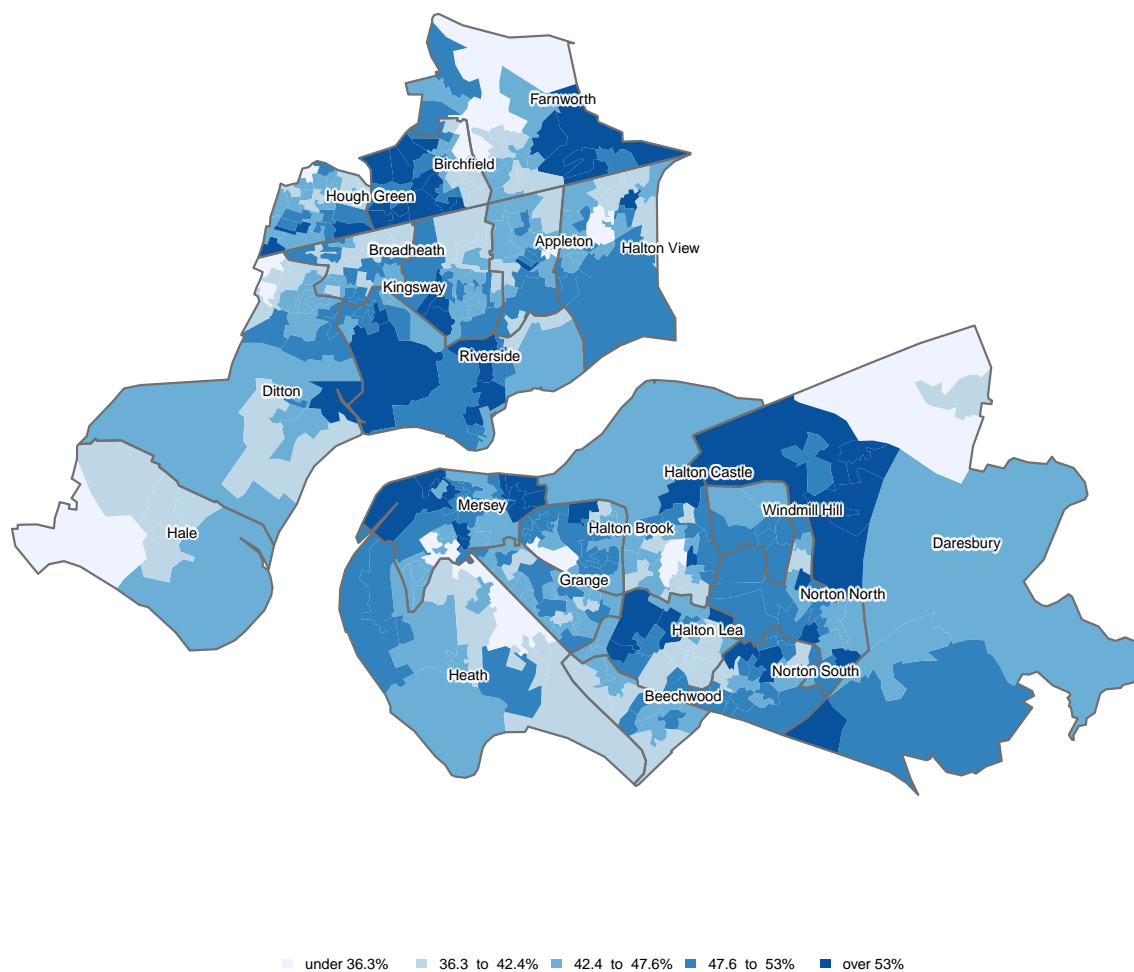 Farnworth
Birchfield
Hough Green
Appleton
Broadheath
Halton View
Kingsway
Riverside
Ditton
Halton Castle
Mersey
Windmill Hill
Halton Brook
Hale
Daresbury
Grange
Norton North
Halton Lea
Norton South
Heath
Beechwood
under 36.3% 36.3 to 42.4% 42.4 to 47.6% 47.6 to 53% over 53%